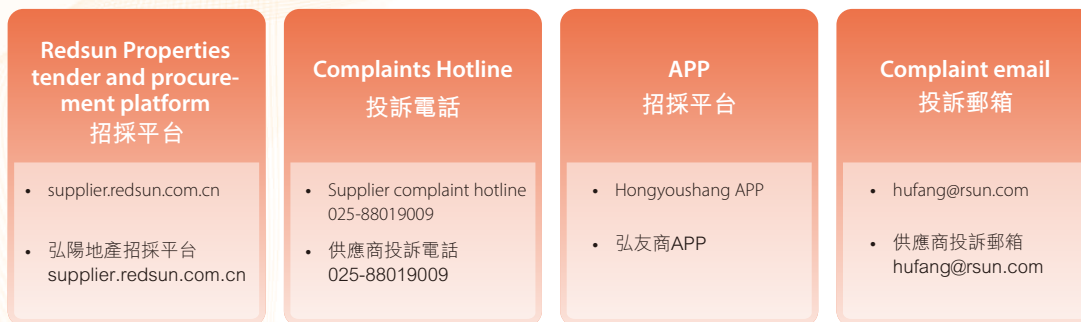 Redsun Properties
tender and procure-
ment platform
招採平台
• supplier.redsun.com.cn
• 弘陽地產招採平台
supplier.redsun.com.cn
Complaints Hotline
投訴電話
• Supplier complaint hotline
025-88019009
• 供應商投訴電話
025-88019009
APP
招採平台
• Hongyoushang APP
• 弘友商APP
Complaint email
投訴郵箱
• hufang@rsun.com
• 供應商投訴郵箱
hufang@rsun.com